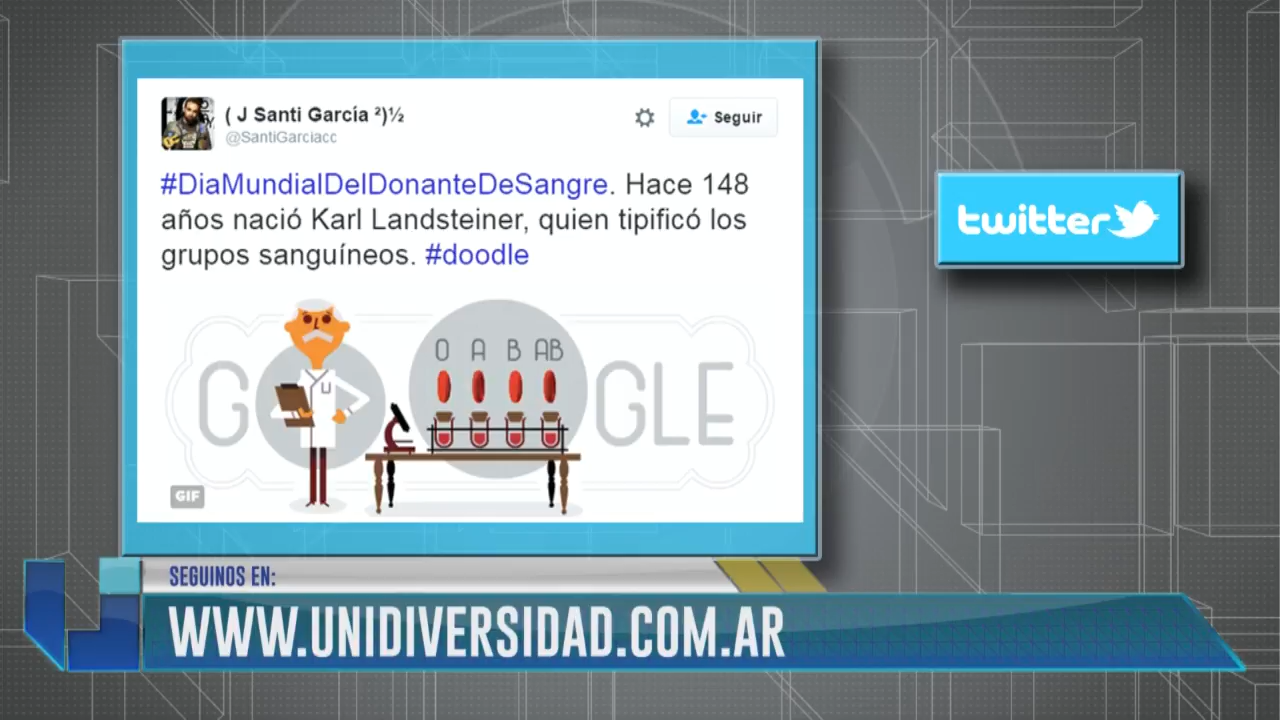 ( J Santi García ²)½
@SantiGarciacc
Seguir
#DiaMundialDelDonanteDeSangre. Hace 148
años nació Karl Landsteiner, quien tipificó los
grupos sanguíneos. #doodle
O A B AB
G GLE
U
GIF
twitter
SEGUINOS EN:
WWW.UNIDIVERSIDAD.COM.AR